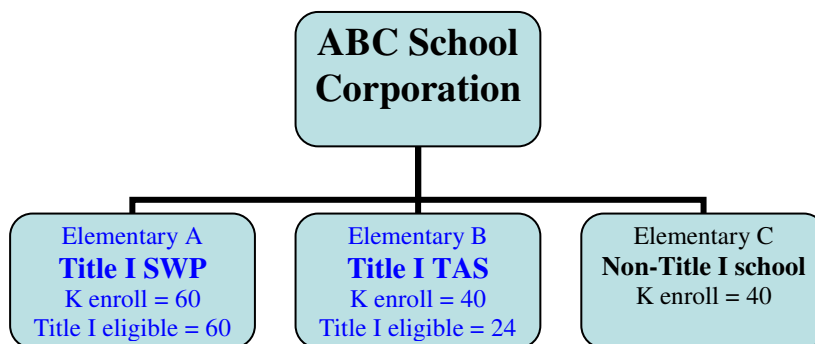 ABC School
Corporation
Elementary A
Title I SWP
K enroll = 60
Title I eligible = 60
Elementary B
Title I TAS
K enroll = 40
Title I eligible = 24
Elementary C
Non-Title I school
K enroll = 40